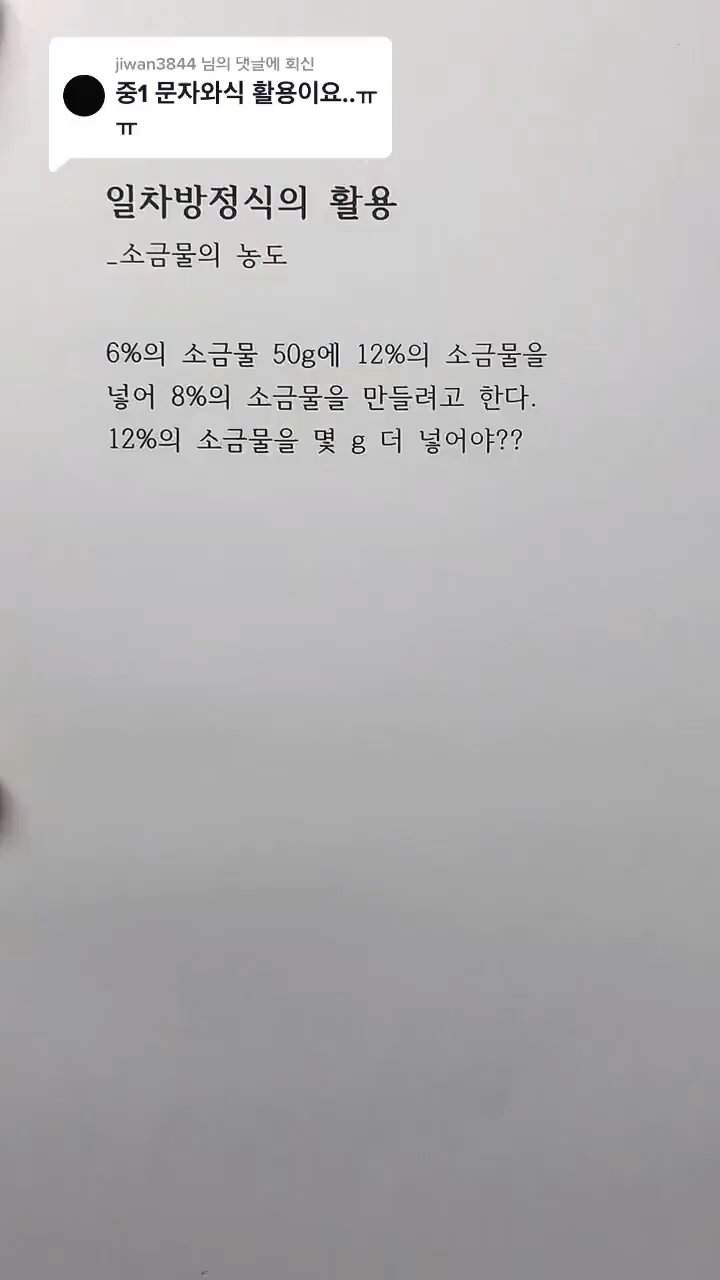 jiwan3844 님의 댓글에 회신
중1 문자와식 활용이요..ㅠ
ㅠ
일차방정식의 활용
_소금물의 농도
6%의 소금물 50g에 12%의 소금물을
넣어 8%의 소금물을 만들려고 한다.
12%의 소금물을 몇 g 더 넣어야??